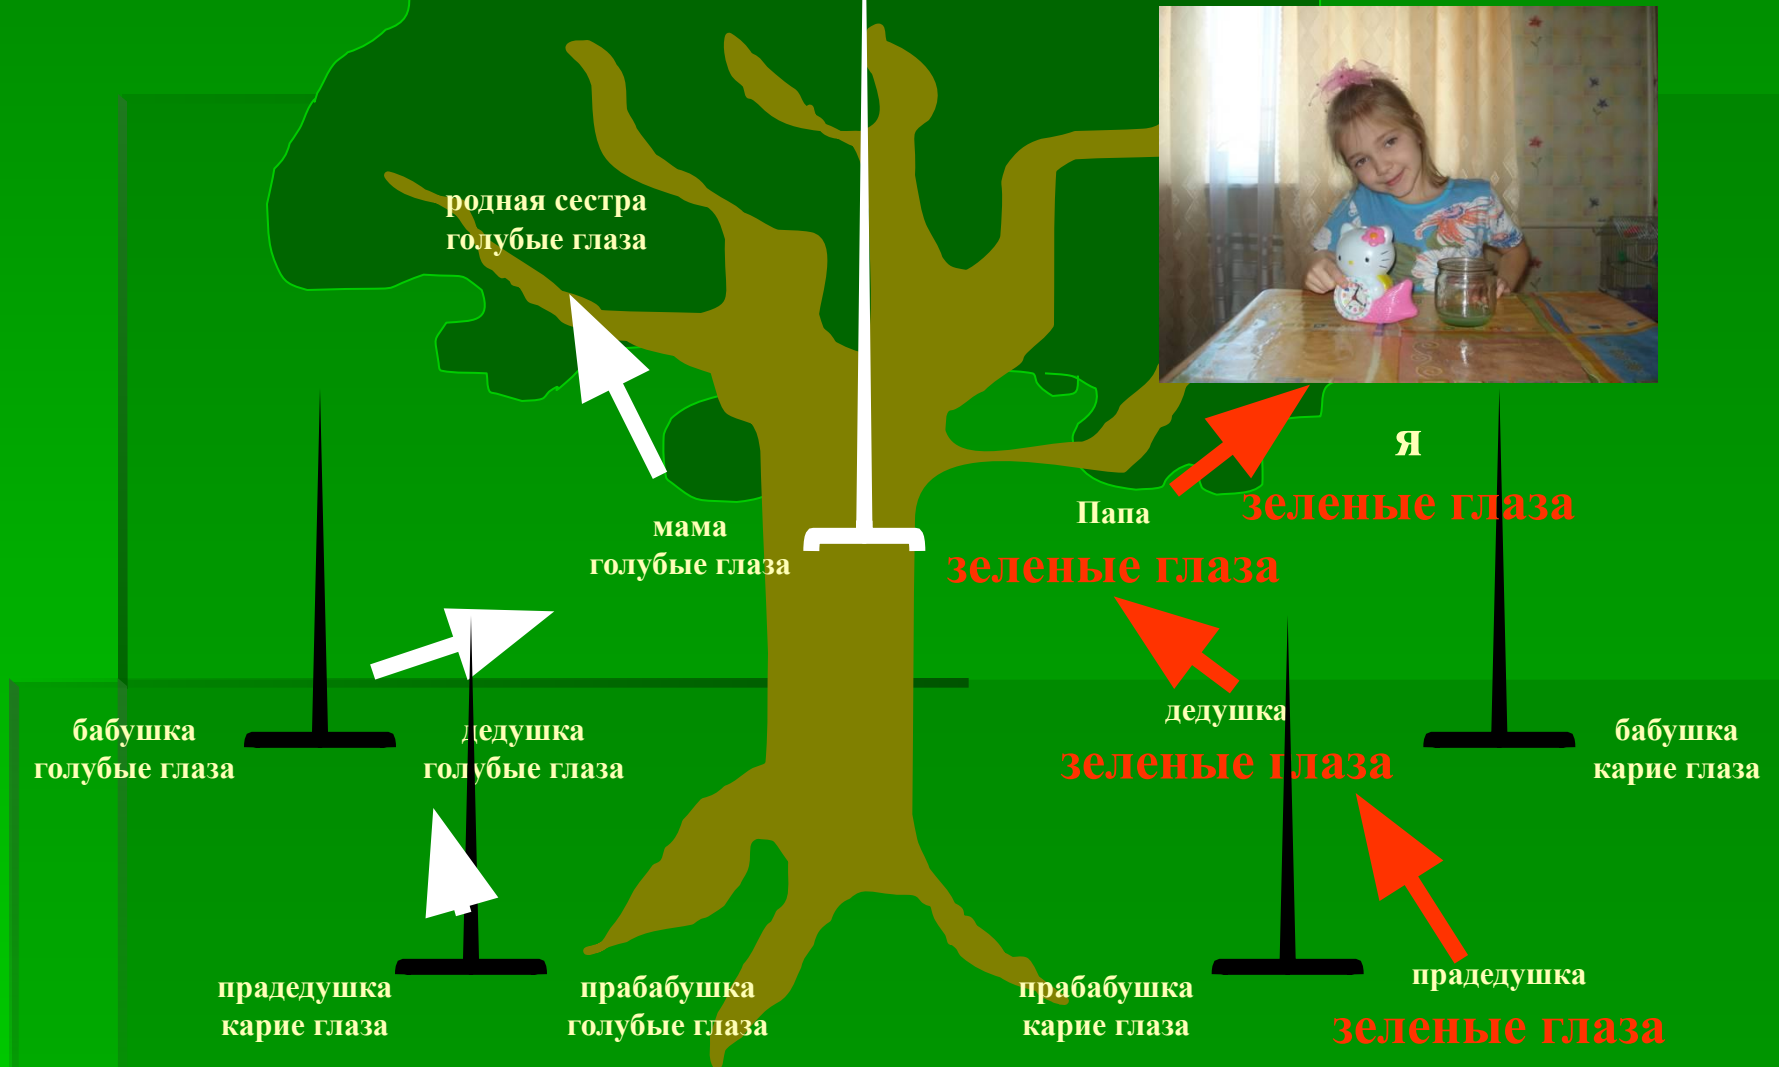 родная сестра
голубые глаза
я
зеленые глаза
мама
голубые глаза
Папа
зеленые глаза
бабушка
голубые глаза
дедушка
голубые глаза
дедушка
зеленые глаза
бабушка
карие глаза
прадедушка
карие глаза
прабабушка
голубые глаза
прабабушка
карие глаза
прадедушка
зеленые глаза